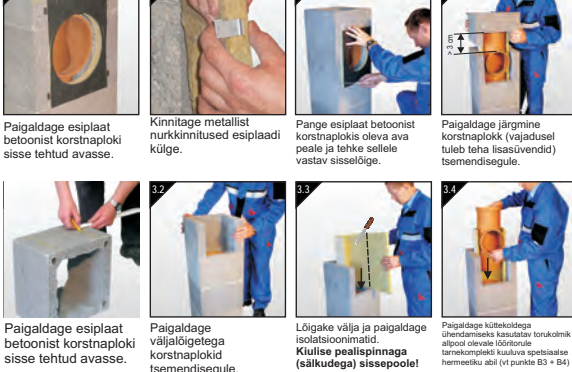 Paigaldage esiplaat
betoonist korstnaploki
sisse tehtud avasse.
Kinnitage metallist
nurkkinnitused esiplaadi
külge.
Pange esiplaat betoonist
korstnaplokis oleva ava
peale ja tehke sellele
vastav sisselõige.
> 3 cm
Paigaldage järgmine
korstnaplokk (vajadusel
tuleb teha lisasüvendid)
tsemendisegule.
Paigaldage esiplaat
betoonist korstnaploki
sisse tehtud avasse.
3.2
Paigaldage
väljalõigetega
korstnaplokid
tsemendisegule.
3.3
Lõigake välja ja paigaldage
isolatsioonimatid.
Kiulise pealispinnaga
(sälkudega) sissepoole!
3.4
Paigaldage küttekoldega
ühendamiseks kasutatav torukolmik
allpool olevale lõõritorule
tarnekomplekti kuuluva spetsiaalse
hermeetiku abil (vt punkte B3 + B4)